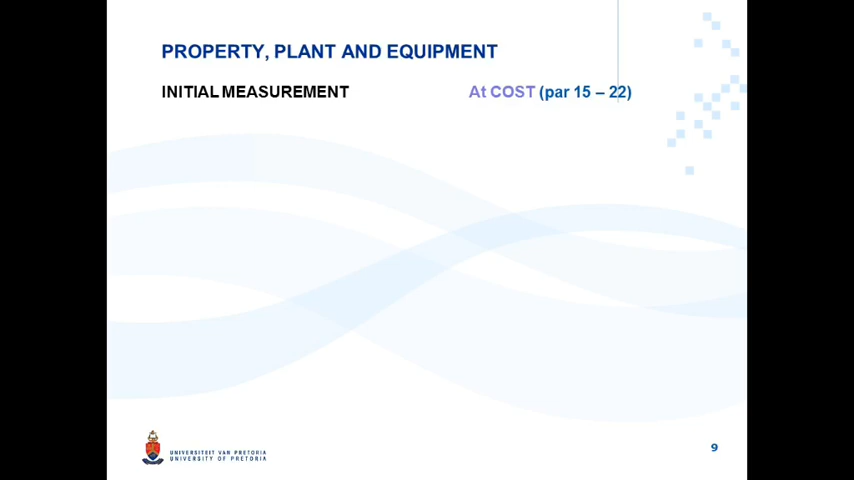 PROPERTY, PLANT AND EQUIPMENT
INITIAL MEASUREMENT At COST (par 15 – 22)
UNIVERSITEIT VAN PRETORIA
UNIVERSITY OF PRETORIA
9